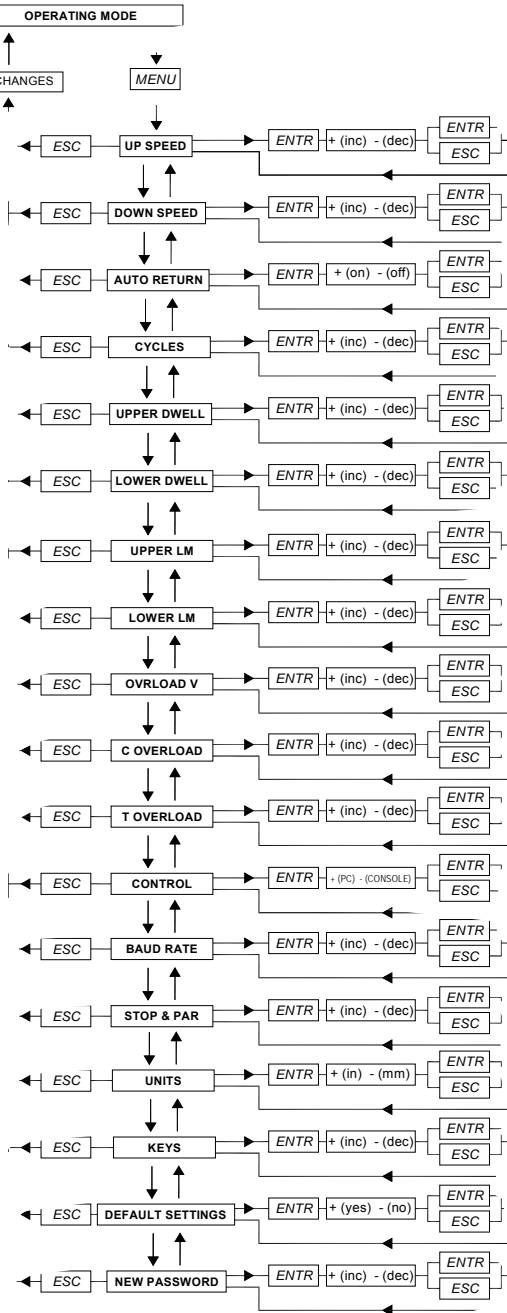 OPERATING MODE
CHANGES
MENU
ENTR
ESC UP SPEED ENTR + (inc) - (dec)
ESC
ENTR
ESC DOWN SPEED ENTR + (inc) - (dec)
ESC
ENTR
ESC AUTO RETURN ENTR + (on) - (off)
ESC
ENTR
ESC CYCLES ENTR + (inc) - (dec)
ESC
ENTR
ESC UPPER DWELL ENTR + (inc) - (dec)
ESC
ENTR
ESC LOWER DWELL ENTR + (inc) - (dec)
ESC
ENTR
ESC UPPER LM ENTR + (inc) - (dec)
ESC
ENTR
ESC LOWER LM ENTR + (inc) - (dec)
ESC
ENTR
ESC OVRLOAD V ENTR + (inc) - (dec)
ESC
ENTR
ESC C OVERLOAD ENTR + (inc) - (dec)
ESC
ENTR
ESC T OVERLOAD ENTR + (inc) - (dec)
ESC
ENTR
ESC CONTROL ENTR + (PC) - (CONSOLE)
ESC
ENTR
ESC BAUD RATE ENTR + (inc) - (dec)
ESC
ENTR
ESC STOP & PAR ENTR + (inc) - (dec)
ESC
ENTR
ESC UNITS ENTR + (in) - (mm)
ESC
ENTR
ESC KEYS ENTR + (inc) - (dec)
ESC
ENTR
ESC DEFAULT SETTINGS ENTR + (yes) - (no)
ESC
ENTR
ESC NEW PASSWORD ENTR + (inc) - (dec)
ESC